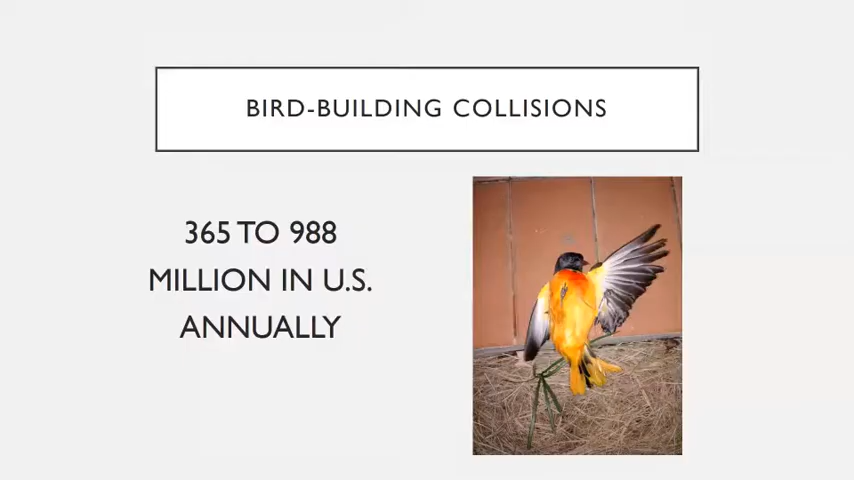 BIRD-BUILDING COLLISIONS
365 TO 988
MILLION IN U.S.
ANNUALLY